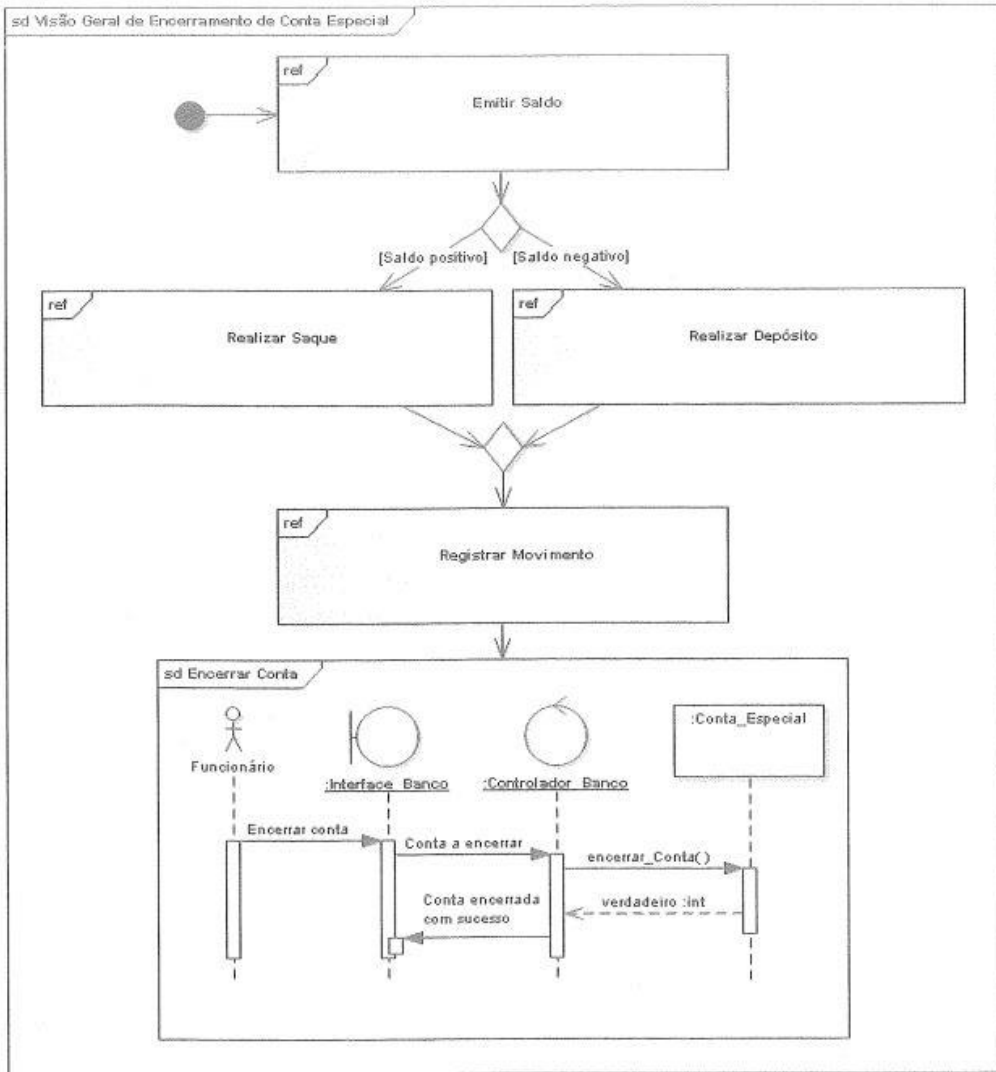 sd Visão Geral de Encerramento de Conta Especial
ref
Emitir Saldo
[Saldo positivo]
[Saldo negativo]
ref
Realizar Saque
ref
Realizar Depósito
ref
Registrar Movimento
sd Encerrar Conta
Funcionário
:Interface_Banco
:Controlador_Banco
:Conta_Especial
Encerrar conta
Conta a encerrar
encerrar_Conta()
verdadeiro :int
Conta encerrada
com sucesso